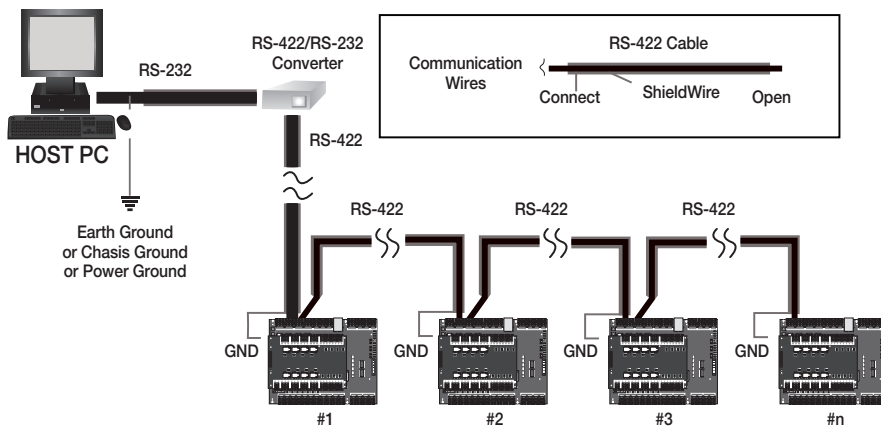 RS-422/RS-232
Converter
RS-232
HOST PC
Earth Ground
or Chasis Ground
or Power Ground
RS-422 Cable
Communication
Wires
Connect
ShieldWire
Open
RS-422
RS-422
RS-422
RS-422
GND
GND
GND
GND
#1
#2
#3
#n